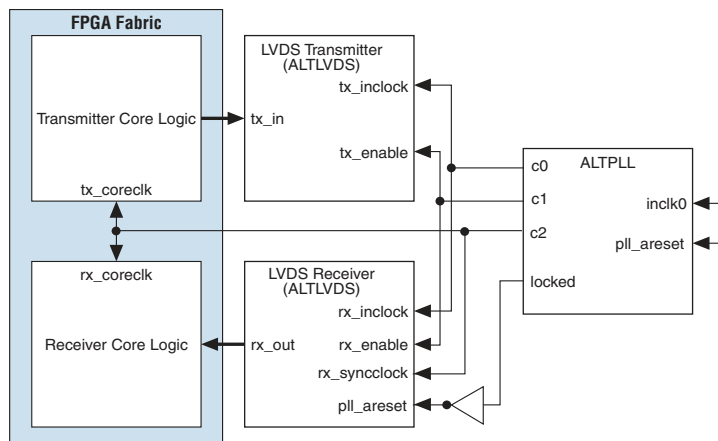 FPGA Fabric
Transmitter Core Logic
tx_coreclk
rx_coreclk
Receiver Core Logic
LVDS Transmitter
(ALTLVDS)
tx_inclock
tx_in
tx_enable
LVDS Receiver
(ALTLVDS)
rx_inclock
rx_out
rx_enable
rx_syncclock
pll_areset
ALTPLL
c0
c1
c2
inclk0
pll_areset
locked